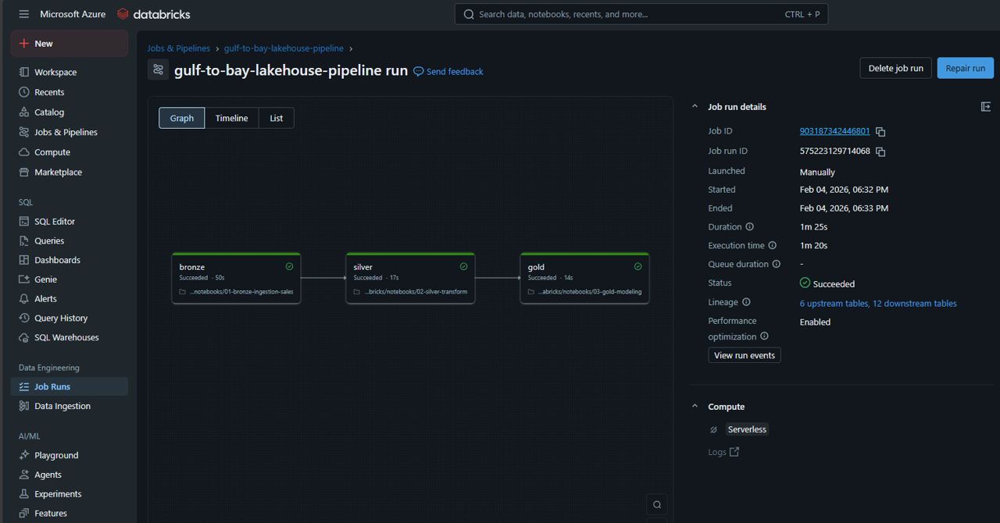 Microsoft Azure databricks
Search data, notebooks, recents, and more... CTRL + P
New
Workspace
Recents
Catalog
Jobs & Pipelines
Compute
Marketplace
SQL
SQL Editor
Queries
Dashboards
Genie
Alerts
Query History
SQL Warehouses
Data Engineering
Job Runs
Data Ingestion
AI/ML
Playground
Agents
Experiments
Features
Jobs & Pipelines › gulf-to-bay-lakehouse-pipeline ›
gulf-to-bay-lakehouse-pipeline run Send feedback
Delete job run Repair run
Graph Timeline List
bronze
Succeeded · 50s
...notebooks/01-bronze-ingestion-sales
silver
Succeeded · 17s
...bricks/notebooks/02-silver-transform
gold
Succeeded · 14s
...abricks/notebooks/03-gold-modeling
Job run details
Job ID 903187342446801
Job run ID 575223129714068
Launched Manually
Started Feb 04, 2026, 06:32 PM
Ended Feb 04, 2026, 06:33 PM
Duration 1m 25s
Execution time 1m 20s
Queue duration -
Status Succeeded
Lineage 6 upstream tables, 12 downstream tables
Performance optimization Enabled
View run events
Compute
Serverless
Logs